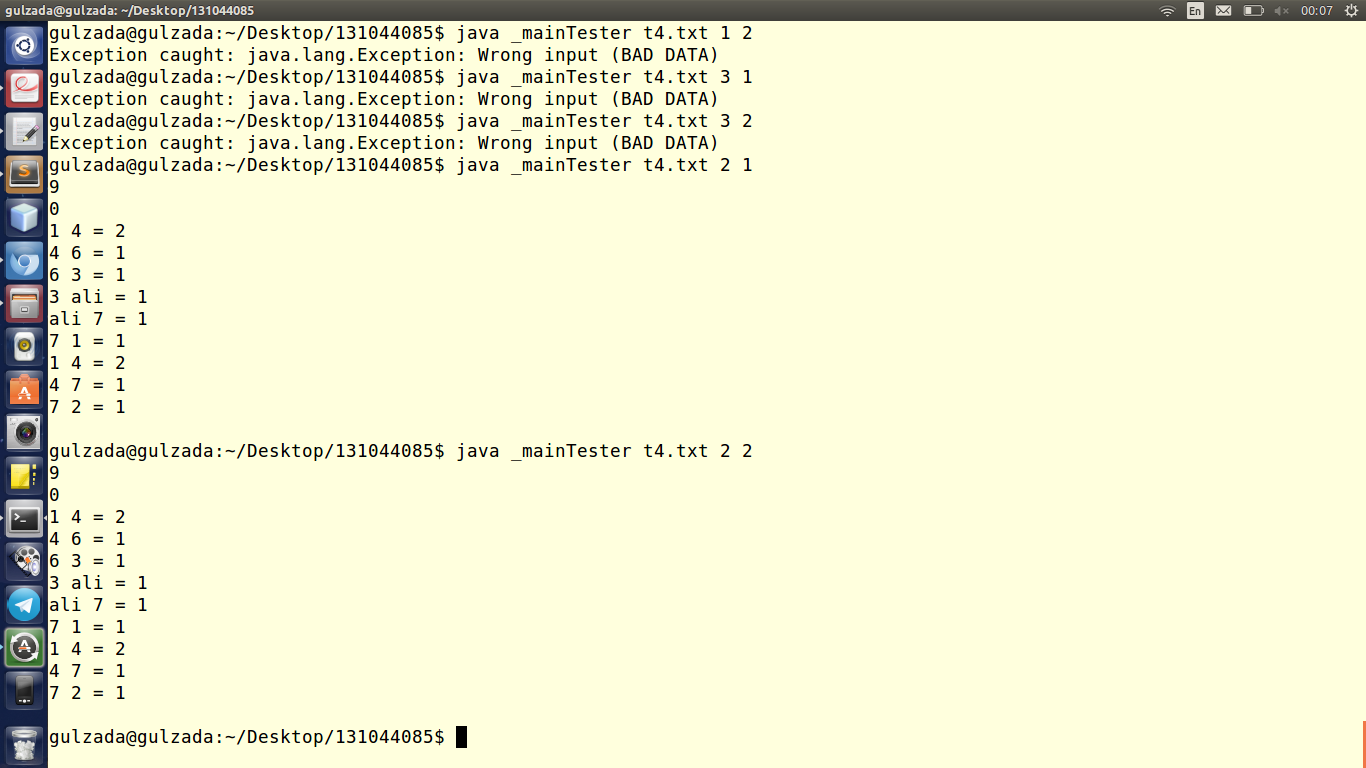 gulzada@gulzada: ~/Desktop/131044085
En
00:07
gulzada@gulzada:~/Desktop/131044085$ java _mainTester t4.txt 1 2
Exception caught: java.lang.Exception: Wrong input (BAD DATA)
gulzada@gulzada:~/Desktop/131044085$ java _mainTester t4.txt 3 1
Exception caught: java.lang.Exception: Wrong input (BAD DATA)
gulzada@gulzada:~/Desktop/131044085$ java _mainTester t4.txt 3 2
Exception caught: java.lang.Exception: Wrong input (BAD DATA)
gulzada@gulzada:~/Desktop/131044085$ java _mainTester t4.txt 2 1
9
0
1 4 = 2
4 6 = 1
6 3 = 1
3 ali = 1
ali 7 = 1
7 1 = 1
1 4 = 2
4 7 = 1
7 2 = 1
gulzada@gulzada:~/Desktop/131044085$ java _mainTester t4.txt 2 2
9
0
1 4 = 2
4 6 = 1
6 3 = 1
3 ali = 1
ali 7 = 1
7 1 = 1
1 4 = 2
4 7 = 1
7 2 = 1
gulzada@gulzada:~/Desktop/131044085$